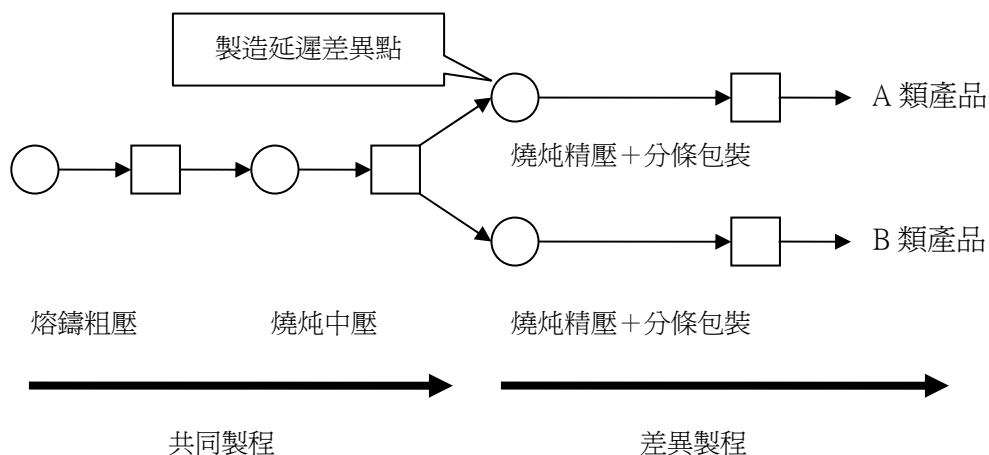 製造延遲差異點
A 類產品
燒炖精壓＋分條包裝
B 類產品
熔鑄粗壓
燒炖中壓
燒炖精壓＋分條包裝
共同製程
差異製程